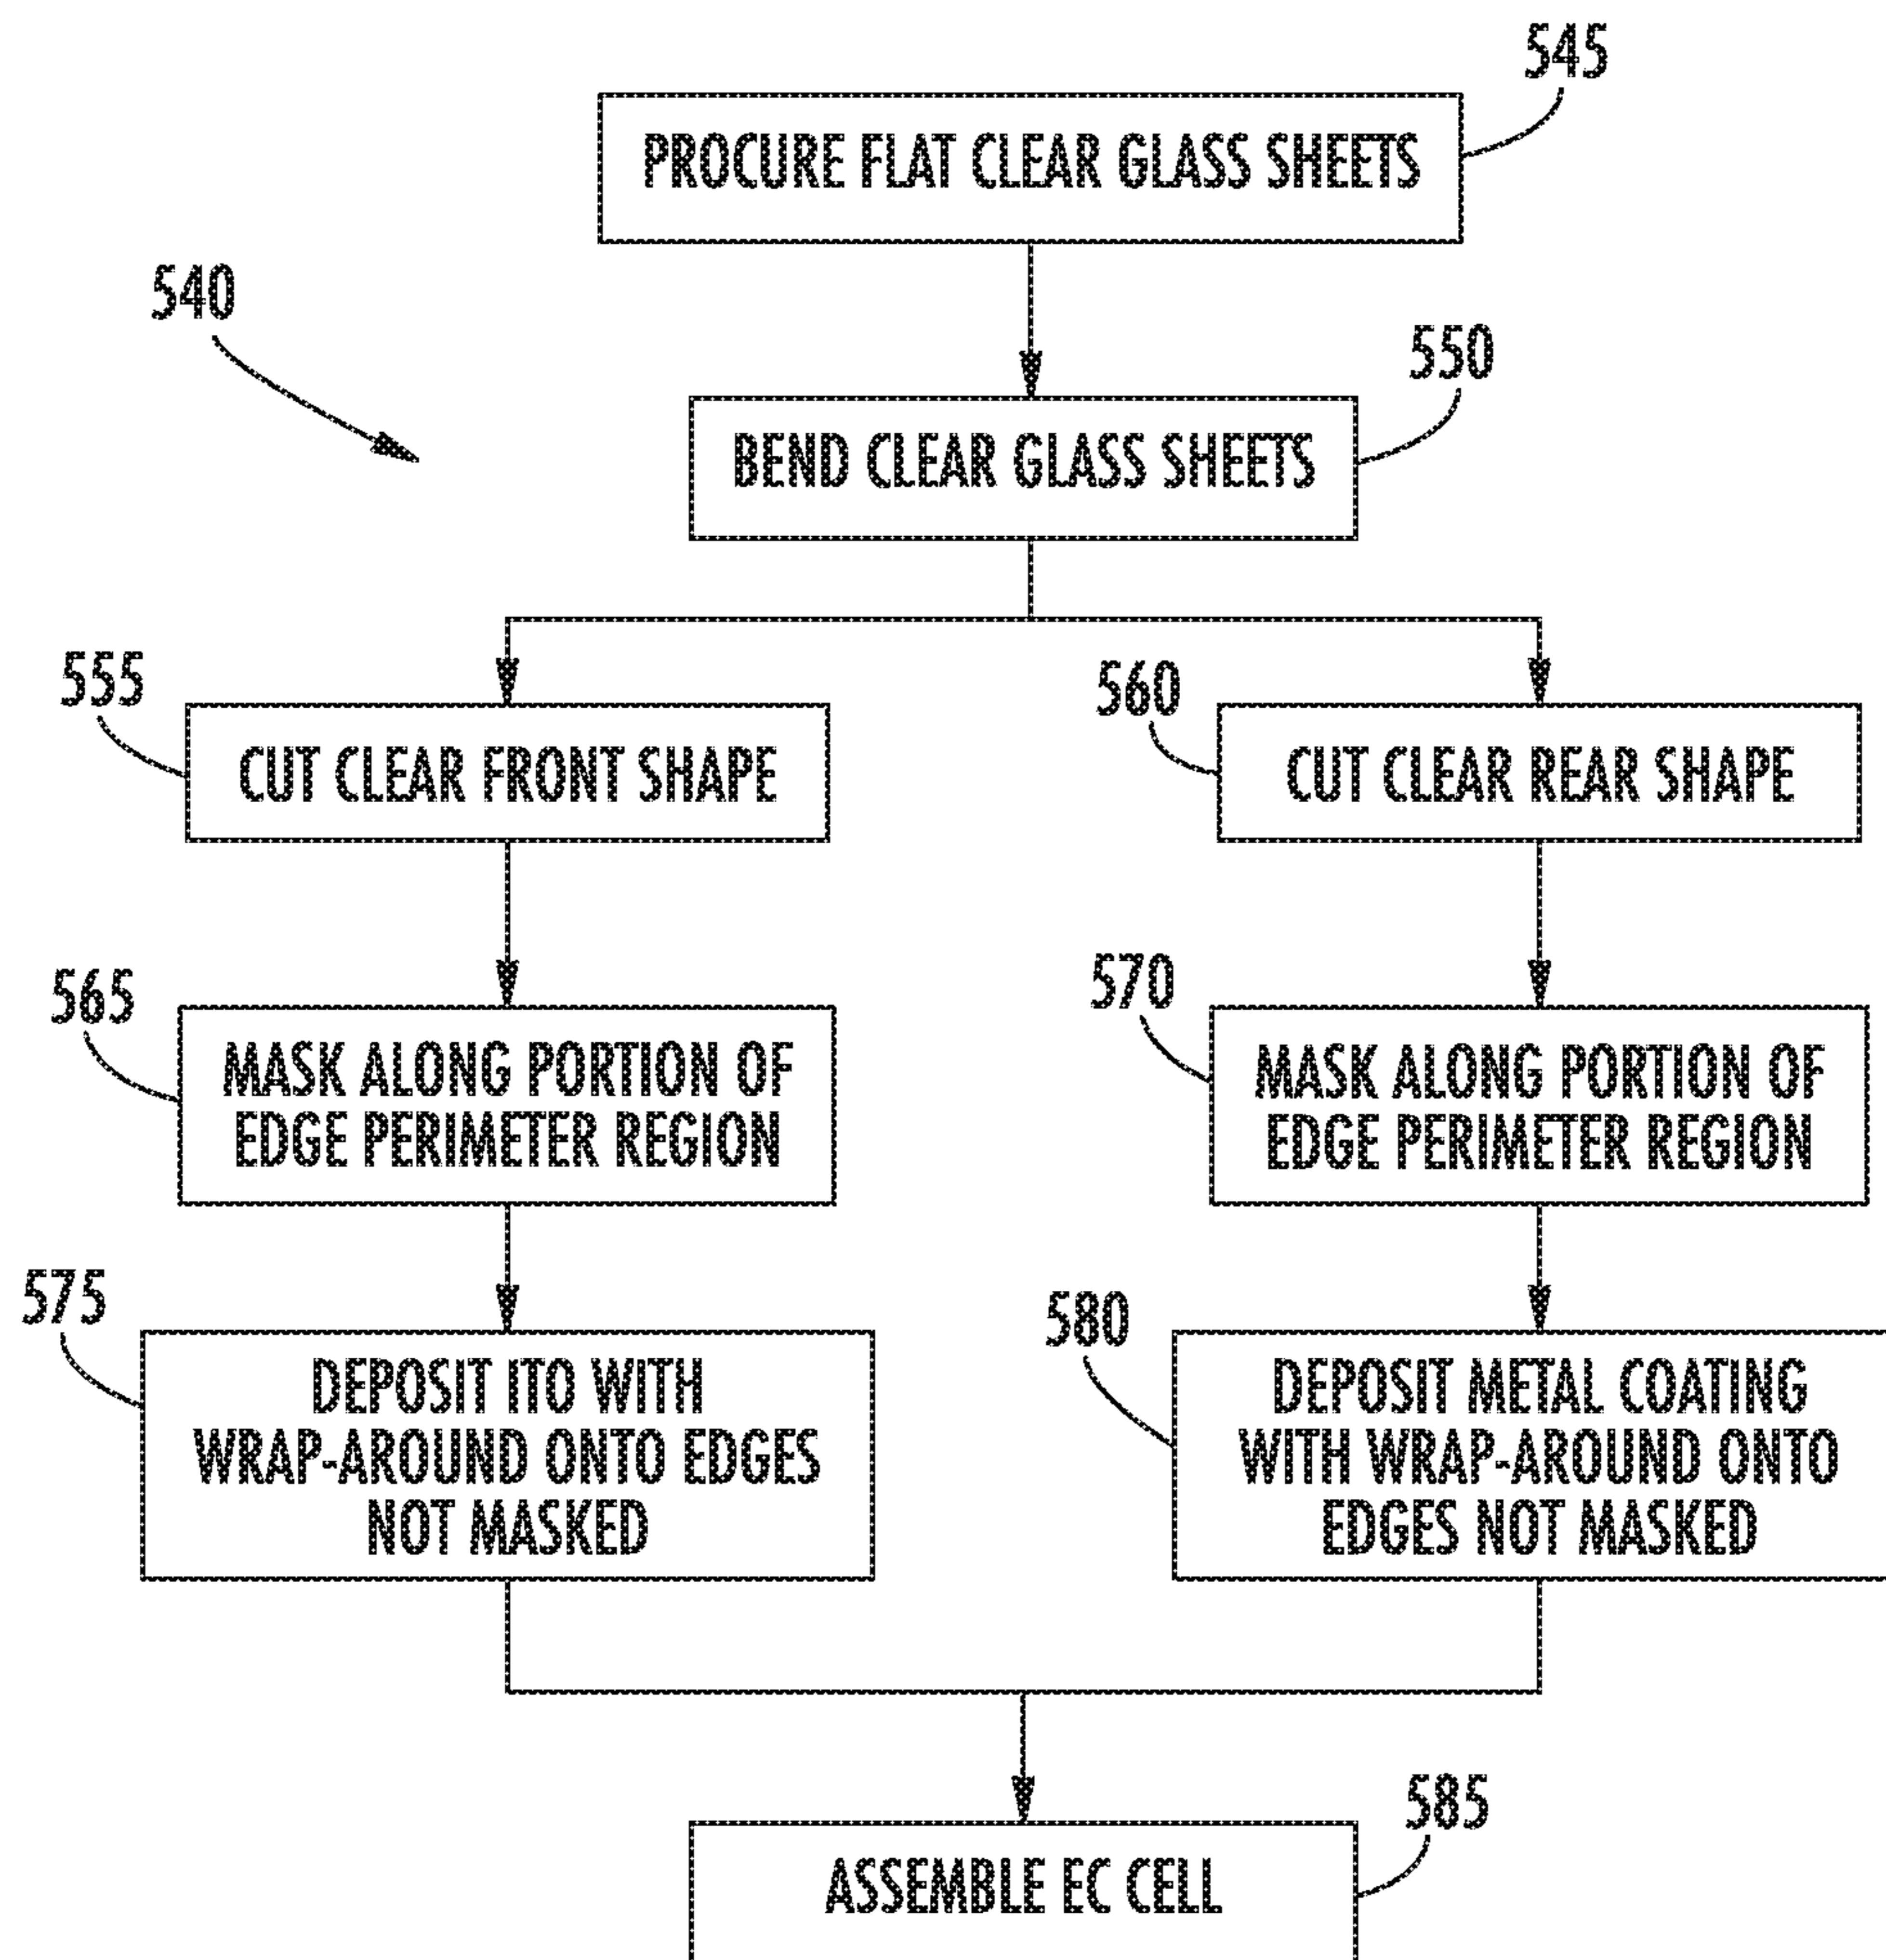 545
PROCURE FLAT CLEAR GLASS SHEETS
540
550
BEND CLEAR GLASS SHEETS
555
CUT CLEAR FRONT SHAPE
560
CUT CLEAR REAR SHAPE
565
MASK ALONG PORTION OF
EDGE PERIMETER REGION
570
MASK ALONG PORTION OF
EDGE PERIMETER REGION
575
DEPOSIT ITO WITH
WRAP-AROUND ONTO EDGES
NOT MASKED
580
DEPOSIT METAL COATING
WITH WRAP-AROUND ONTO
EDGES NOT MASKED
585
ASSEMBLE EC CELL